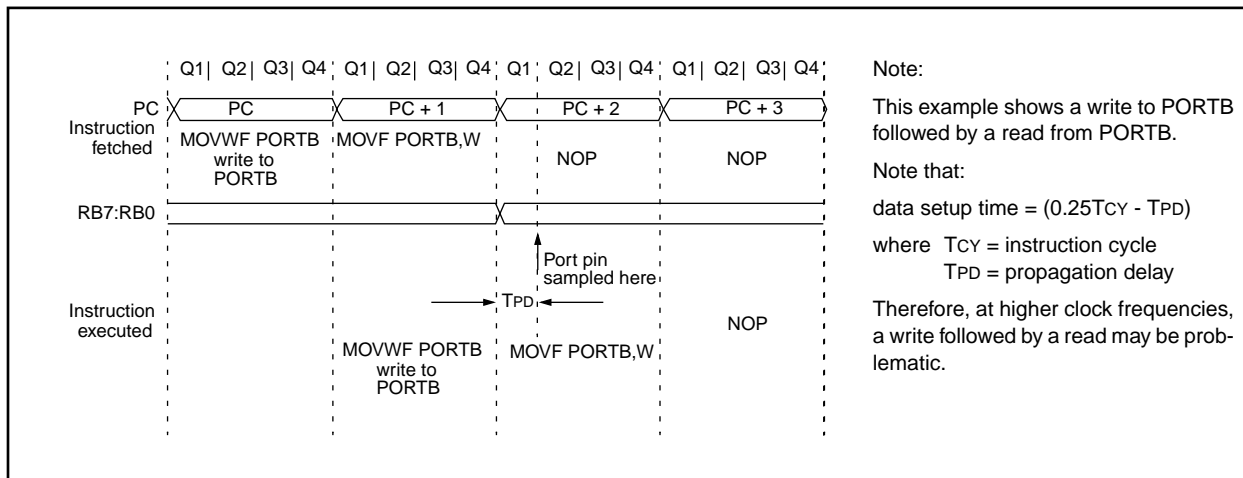 Q1| Q2 | Q3| Q4 Q1| Q2| Q3| Q4 Q1 | Q2 | Q3| Q4 Q1| Q2 | Q3| Q4
PC PC PC + 1 PC + 2 PC + 3
Instruction
fetched
MOVWF PORTB
write to
PORTB
MOVF PORTB,W
NOP
NOP
RB7:RB0
Port pin
sampled here
TPD
Instruction
executed
MOVWF PORTB
write to
PORTB
MOVF PORTB,W
NOP
Note:
This example shows a write to PORTB
followed by a read from PORTB.
Note that:
data setup time = (0.25TCY - TPD)
where TCY = instruction cycle
TPD = propagation delay
Therefore, at higher clock frequencies,
a write followed by a read may be prob-
lematic.